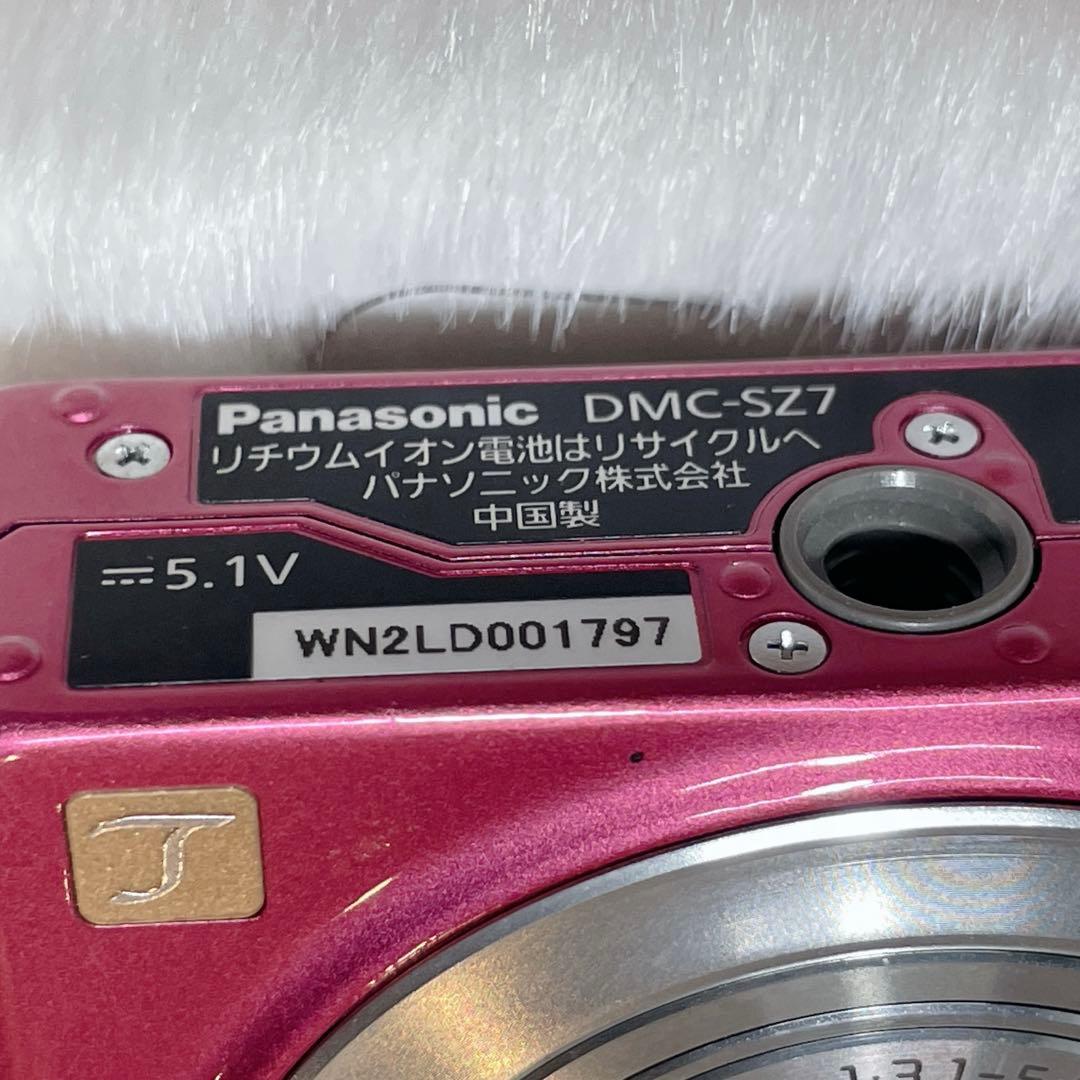 Panasonic DMC-SZ7
リチウムイオン電池はリサイクルへ
パナソニック株式会社
中国製
⎓5.1V
WN2LD001797